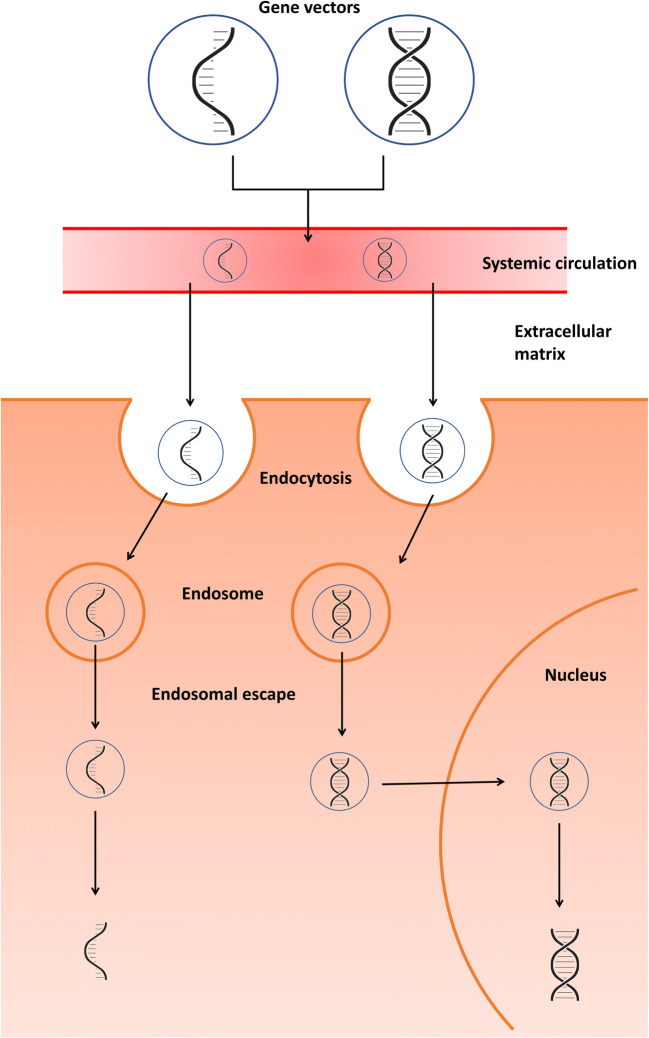 Gene vectors
Systemic circulation
Extracellular
matrix
Endocytosis
Endosome
Endosomal escape
Nucleus